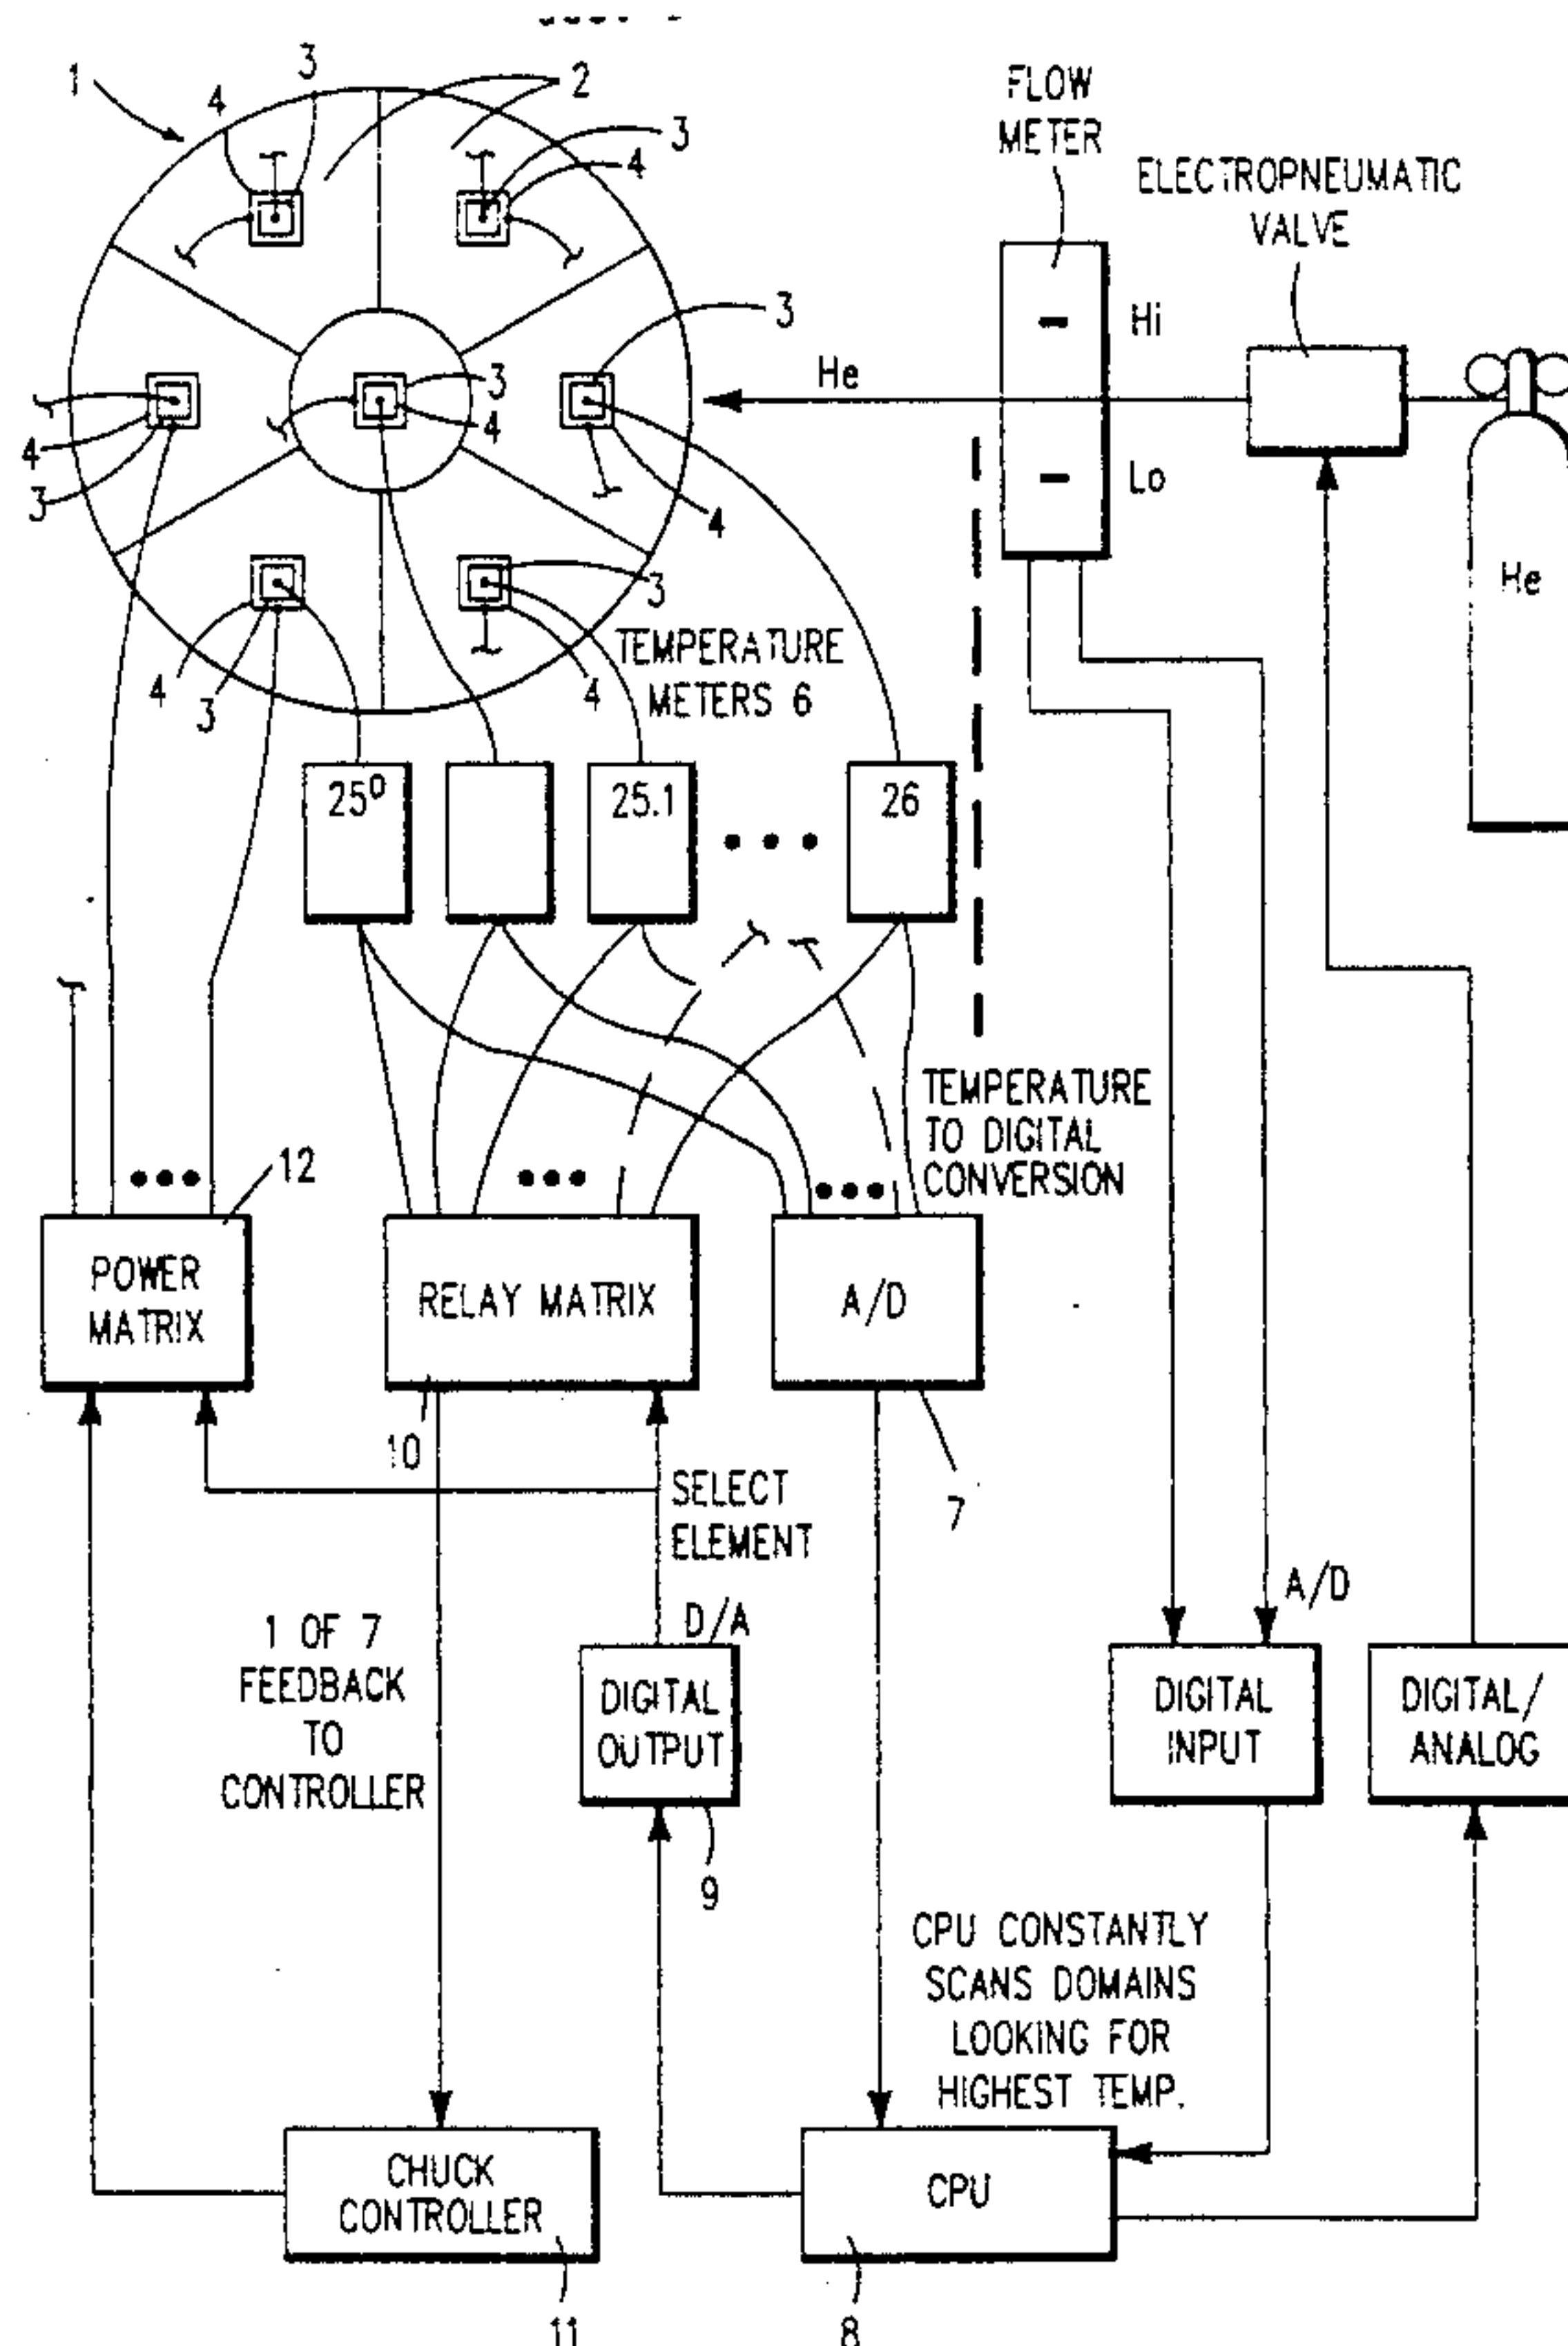 1
4
3
2
3
4
FLOW
METER
ELECTROPNEUMATIC
VALVE
3
Hi
He
3
4
4
3
4
Lo
He
3
4
3
4
TEMPERATURE
METERS 6
25⁰
25.1
26
TEMPERATURE
TO DIGITAL
CONVERSION
12
POWER
MATRIX
RELAY MATRIX
A/D
10
SELECT
ELEMENT
7
A/D
1 OF 7
FEEDBACK
TO
CONTROLLER
D/A
DIGITAL
OUTPUT
DIGITAL
INPUT
DIGITAL/
ANALOG
9
CPU CONSTANTLY
SCANS DOMAINS
LOOKING FOR
HIGHEST TEMP.
CHUCK
CONTROLLER
CPU
11
8